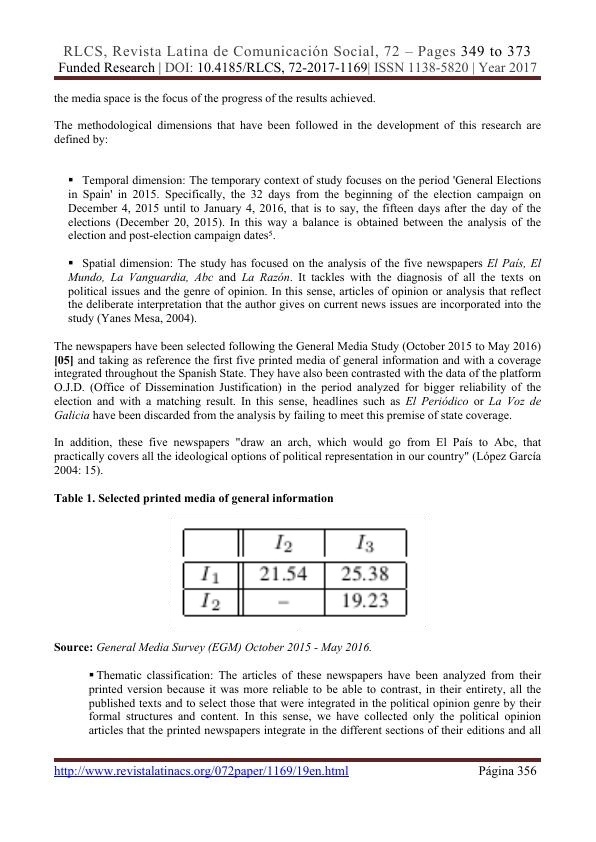 RLCS, Revista Latina de Comunicación Social, 72 – Pages 349 to 373
Funded Research | DOI: 10.4185/RLCS, 72-2017-1169| ISSN 1138-5820 | Year 2017
the media space is the focus of the progress of the results achieved.
The methodological dimensions that have been followed in the development of this research are
defined by:
▪ Temporal dimension: The temporary context of study focuses on the period 'General Elections
in Spain' in 2015. Specifically, the 32 days from the beginning of the election campaign on
December 4, 2015 until to January 4, 2016, that is to say, the fifteen days after the day of the
elections (December 20, 2015). In this way a balance is obtained between the analysis of the
election and post-election campaign dates⁵.
▪ Spatial dimension: The study has focused on the analysis of the five newspapers El País, El
Mundo, La Vanguardia, Abc and La Razón. It tackles with the diagnosis of all the texts on
political issues and the genre of opinion. In this sense, articles of opinion or analysis that reflect
the deliberate interpretation that the author gives on current news issues are incorporated into the
study (Yanes Mesa, 2004).
The newspapers have been selected following the General Media Study (October 2015 to May 2016)
[05] and taking as reference the first five printed media of general information and with a coverage
integrated throughout the Spanish State. They have also been contrasted with the data of the platform
O.J.D. (Office of Dissemination Justification) in the period analyzed for bigger reliability of the
election and with a matching result. In this sense, headlines such as El Periódico or La Voz de
Galicia have been discarded from the analysis by failing to meet this premise of state coverage.
In addition, these five newspapers "draw an arch, which would go from El País to Abc, that
practically covers all the ideological options of political representation in our country" (López García
2004: 15).
Table 1. Selected printed media of general information
I₂ I₃
I₁ 21.54 25.38
I₂ – 19.23
Source: General Media Survey (EGM) October 2015 - May 2016.
▪ Thematic classification: The articles of these newspapers have been analyzed from their
printed version because it was more reliable to be able to contrast, in their entirety, all the
published texts and to select those that were integrated in the political opinion genre by their
formal structures and content. In this sense, we have collected only the political opinion
articles that the printed newspapers integrate in the different sections of their editions and all
http://www.revistalatinacs.org/072paper/1169/19en.html Página 356